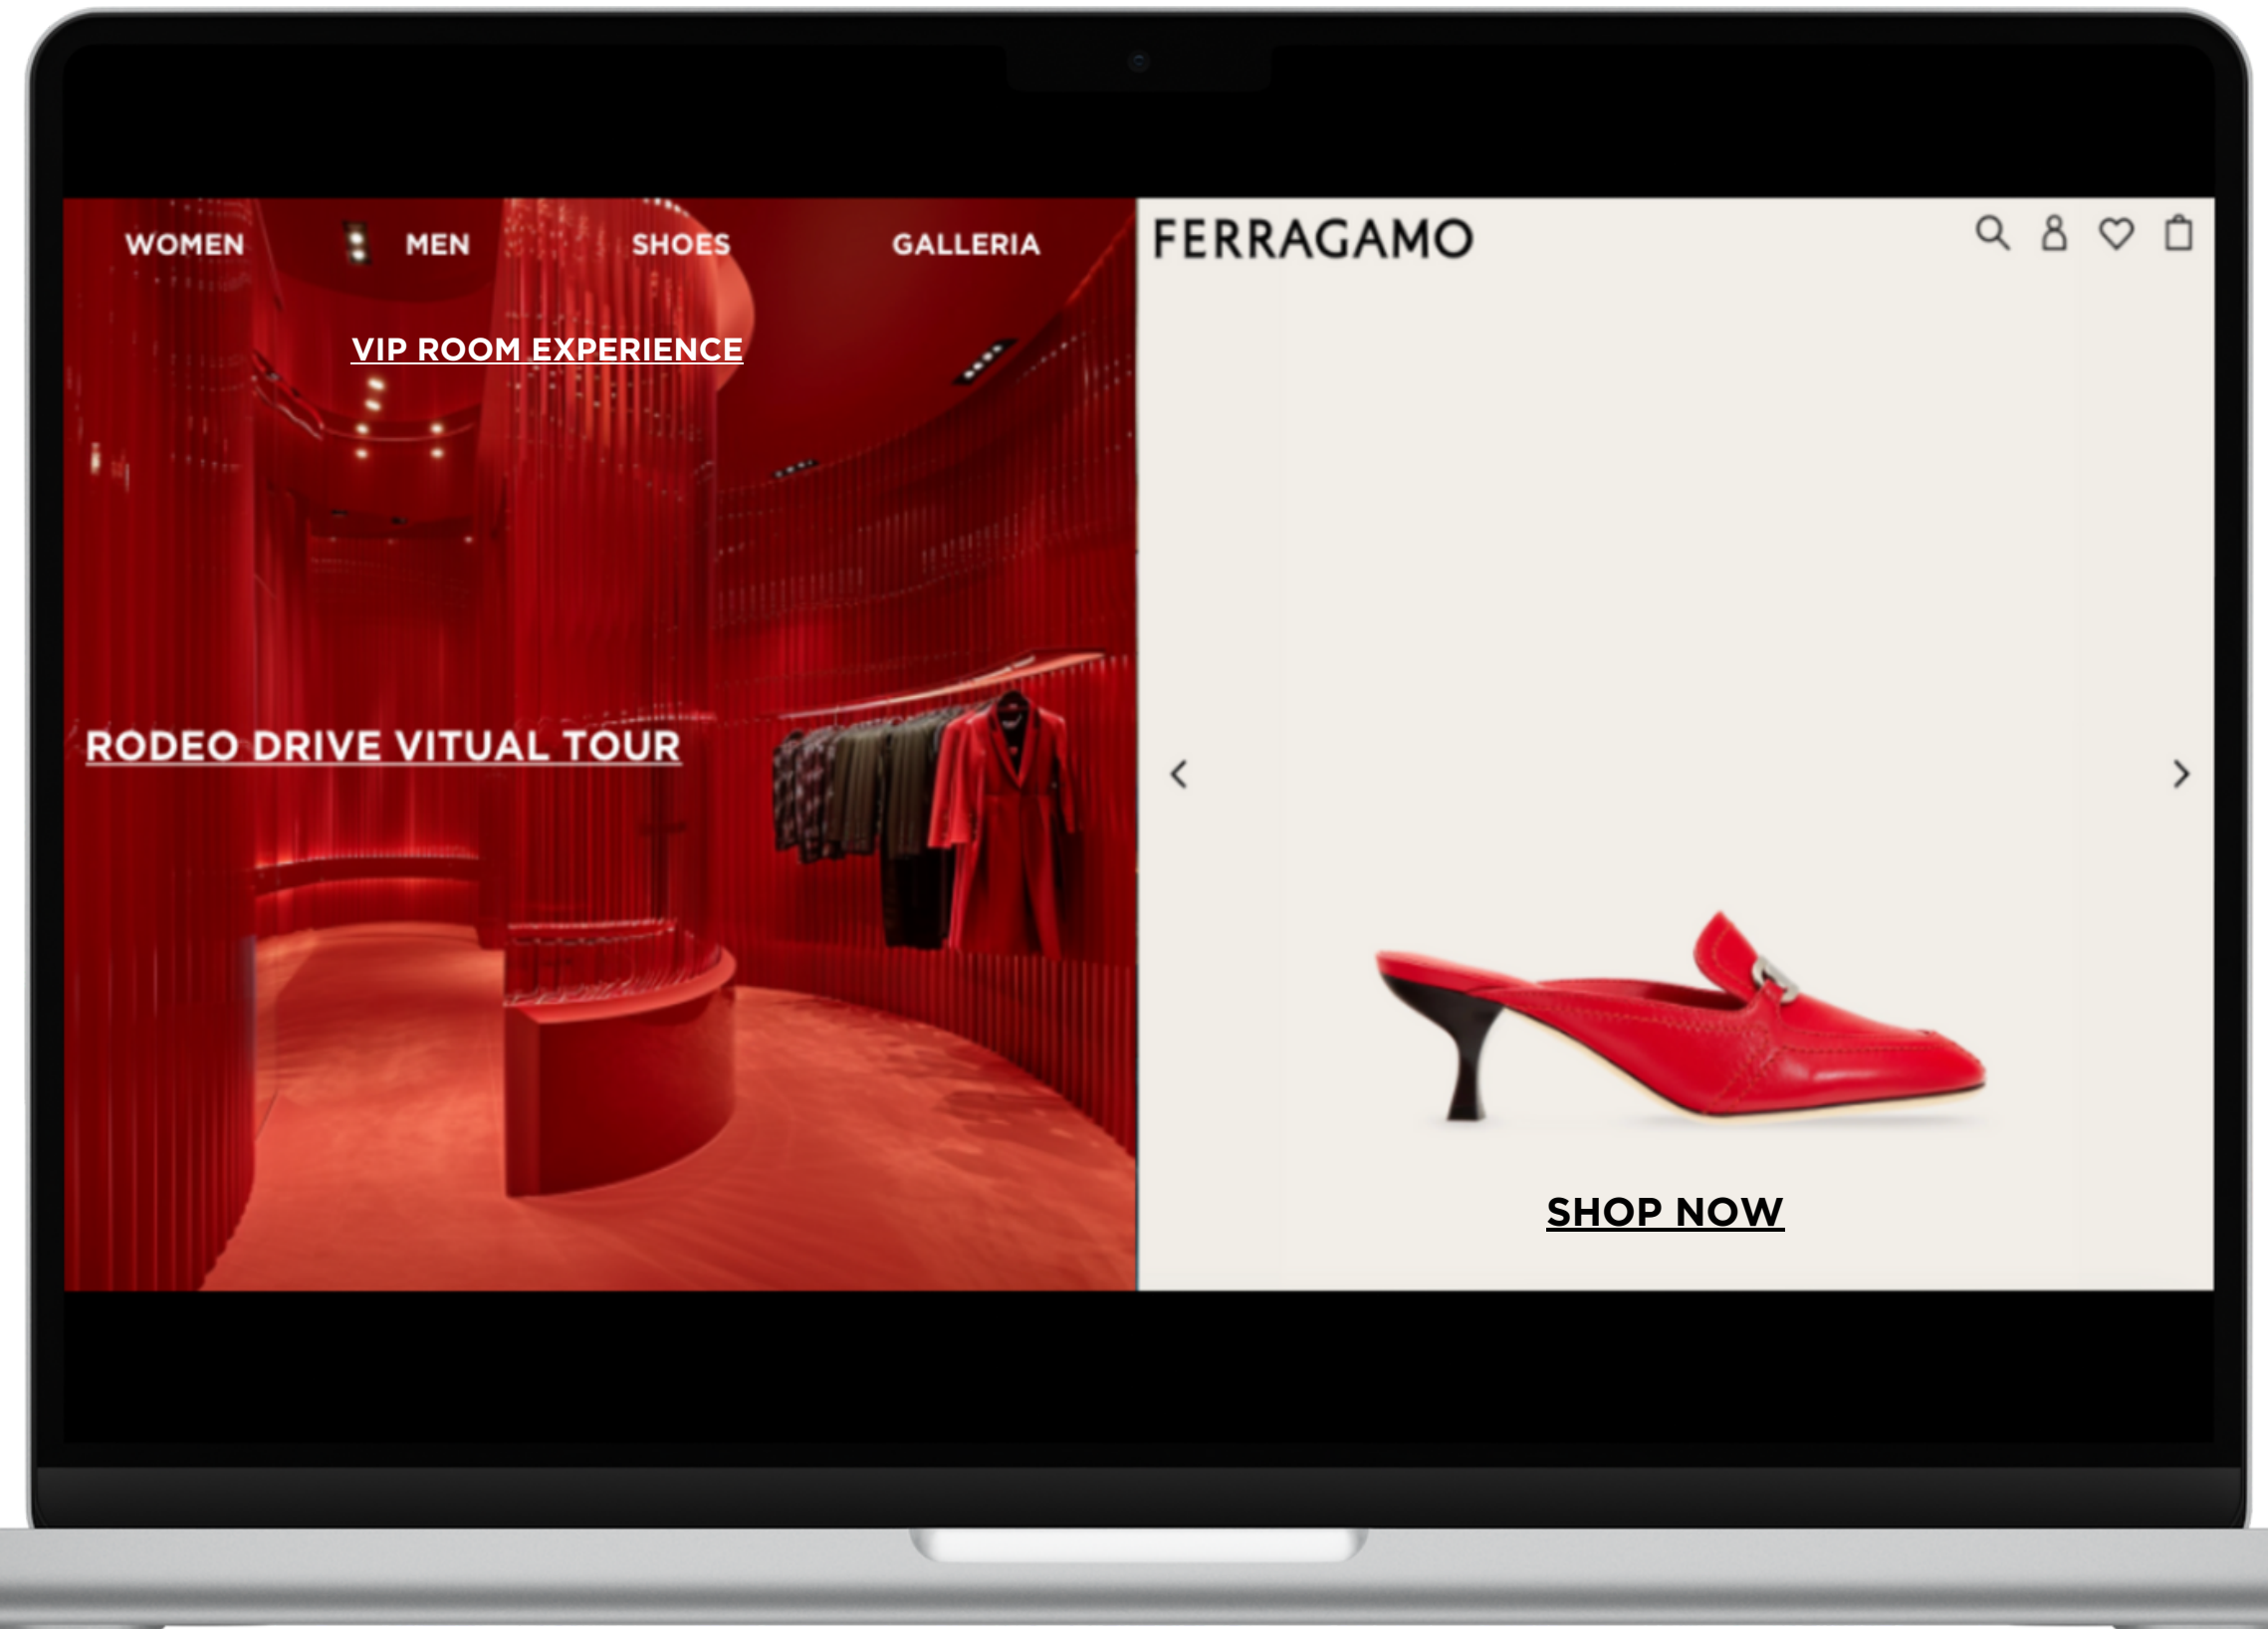 WOMEN MEN SHOES GALLERIA
FERRAGAMO
VIP ROOM EXPERIENCE
RODEO DRIVE VITUAL TOUR
SHOP NOW